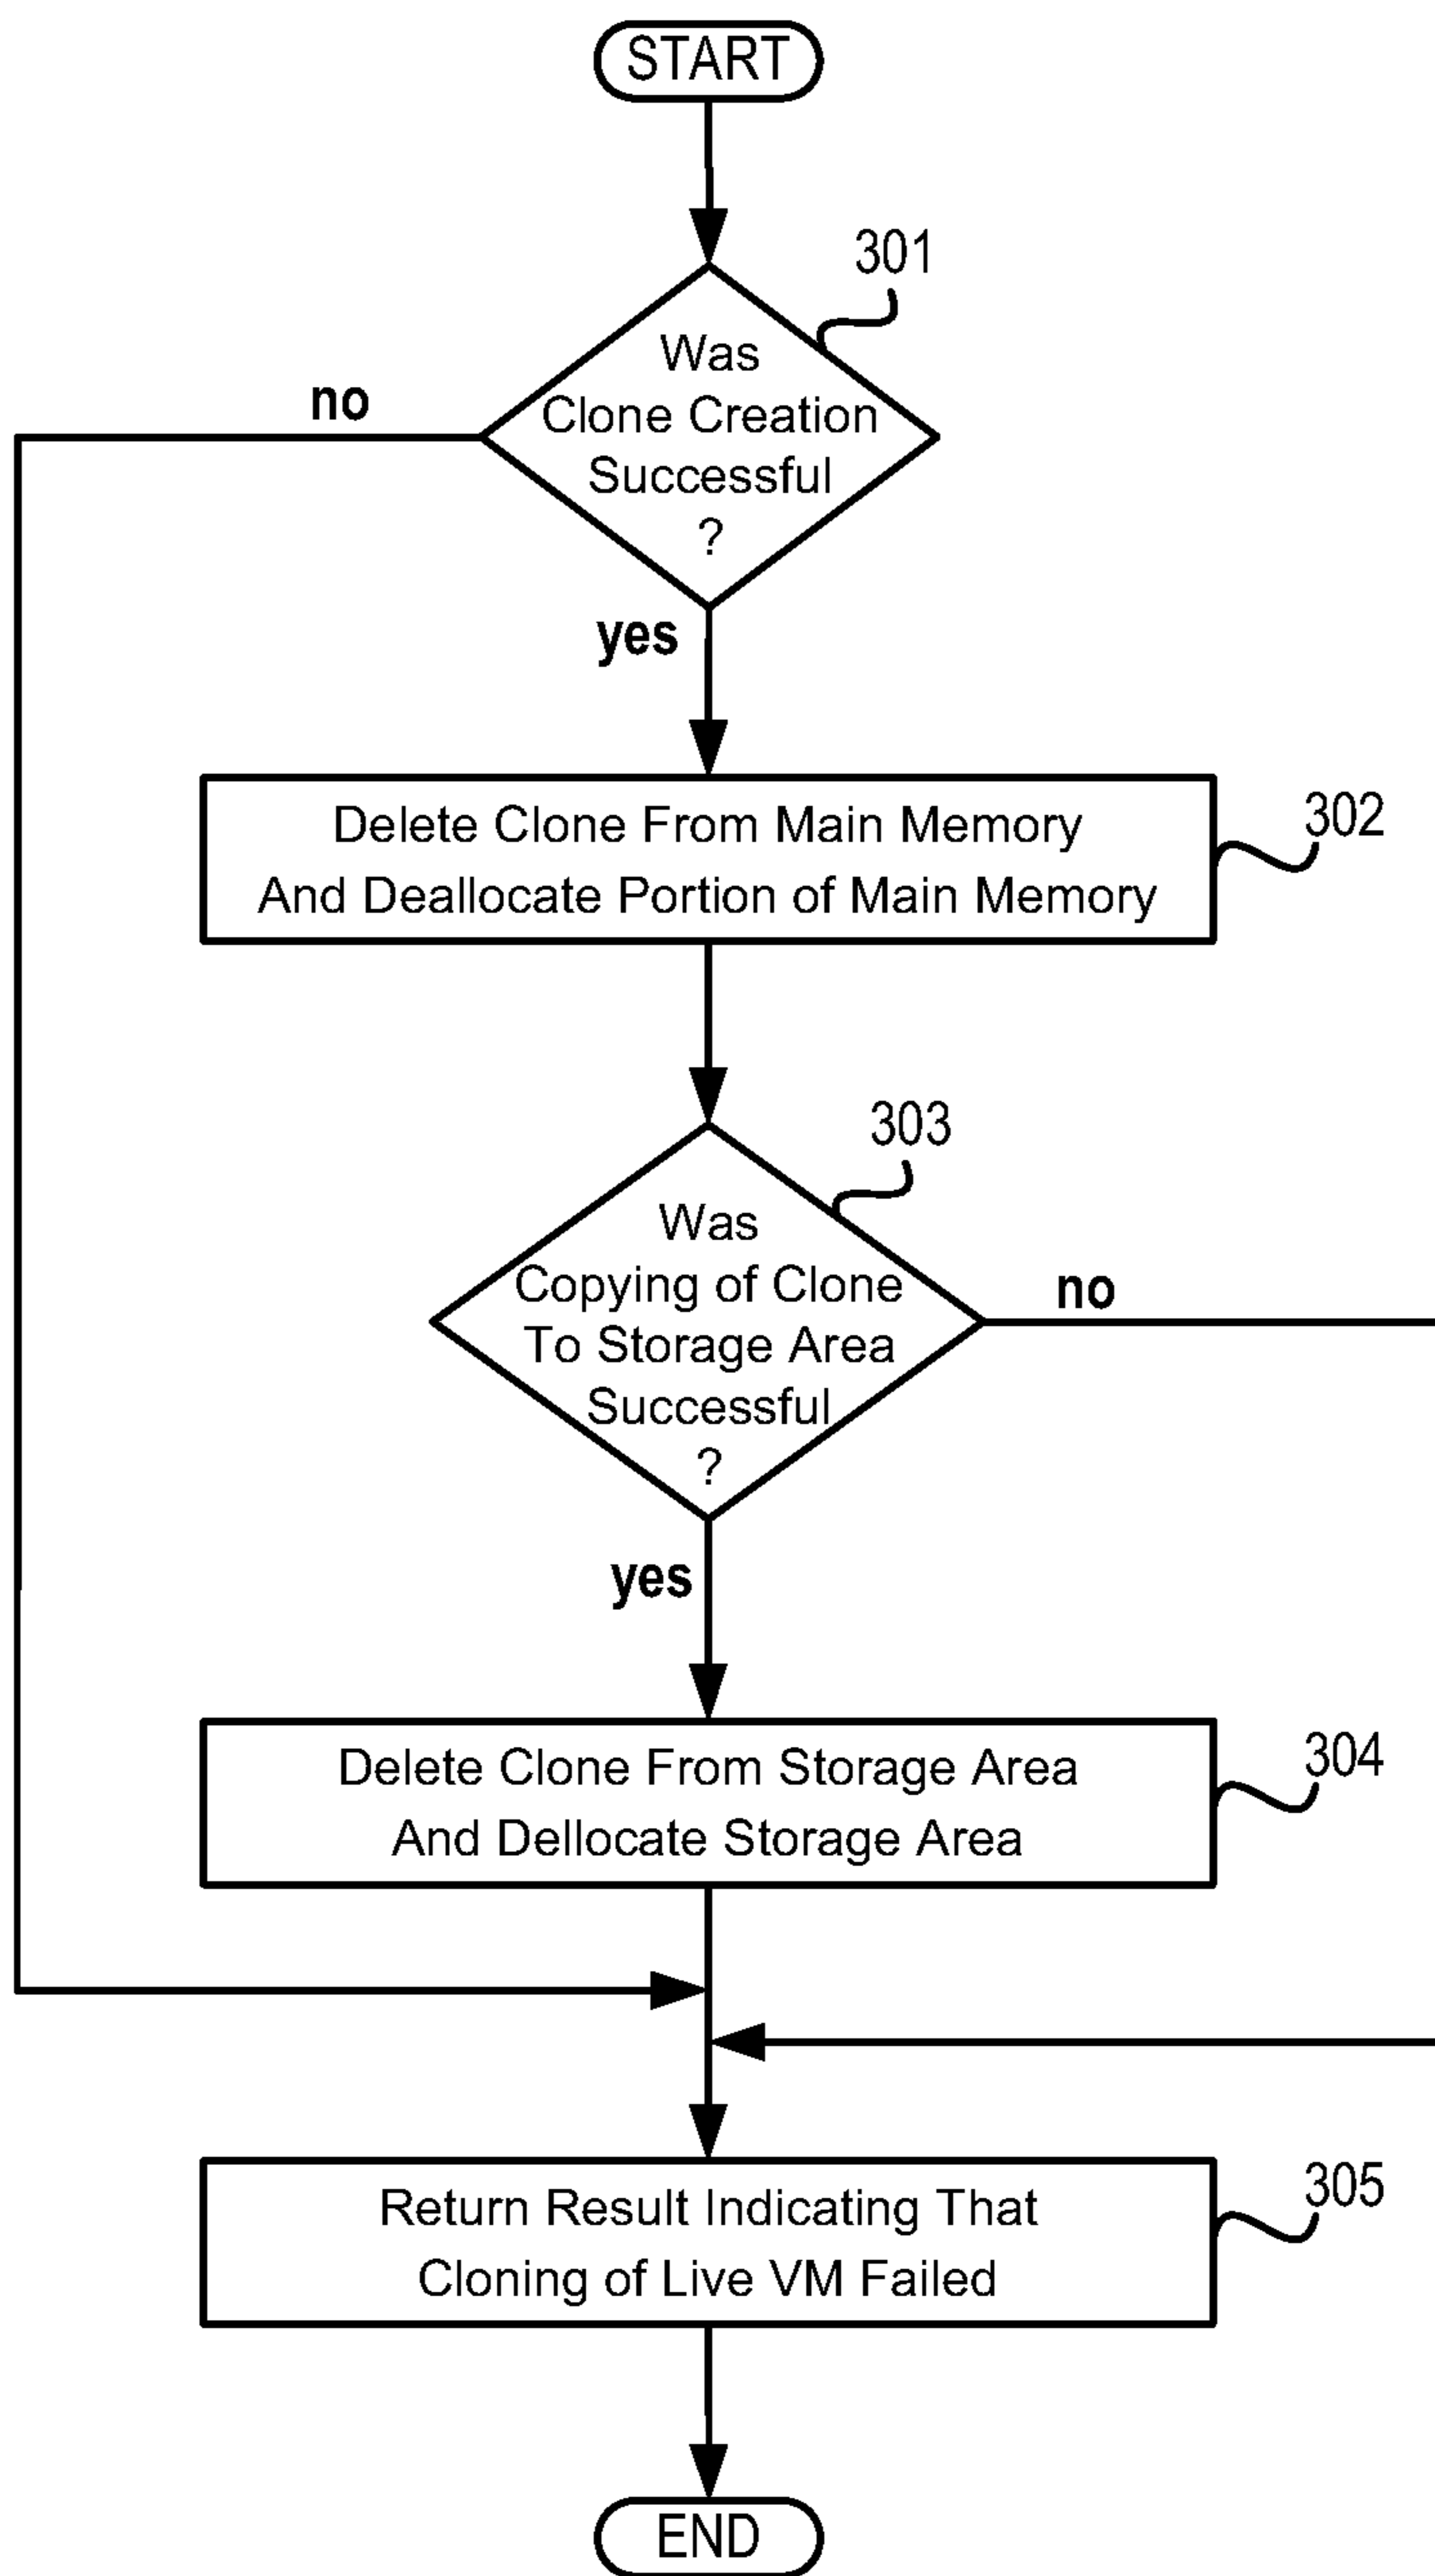 START
301
Was
Clone Creation
Successful
?
no
yes
Delete Clone From Main Memory
And Deallocate Portion of Main Memory
302
303
Was
Copying of Clone
To Storage Area
Successful
?
no
yes
Delete Clone From Storage Area
And Dellocate Storage Area
304
Return Result Indicating That
Cloning of Live VM Failed
305
END